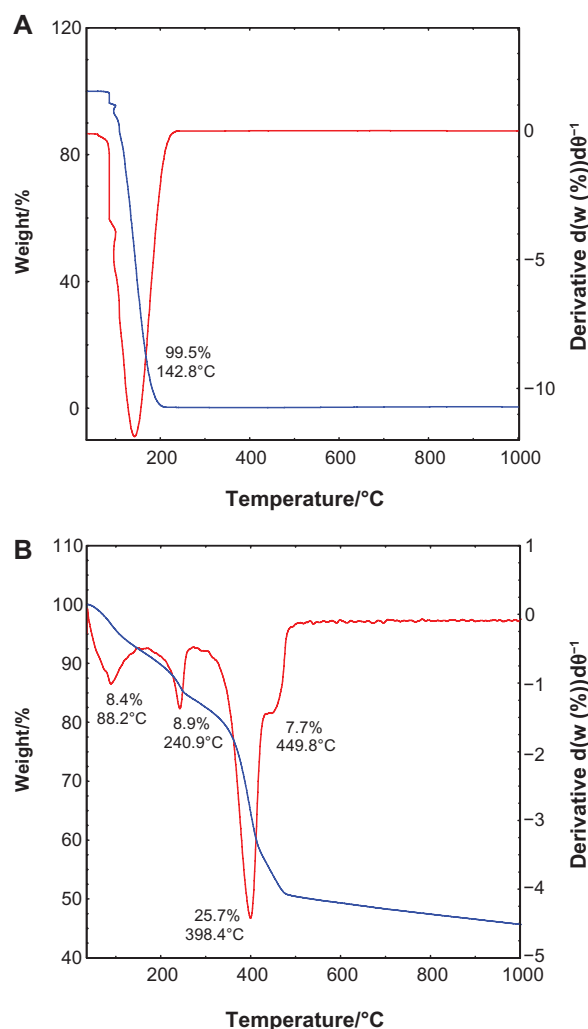 A
120
80
40
0
Weight/%
0
−5
−10
Derivative d(w (%))dθ⁻¹
99.5%
142.8°C
200
400
600
800
1000
Temperature/°C
B
110
100
90
80
70
60
50
40
Weight/%
1
0
−1
−2
−3
−4
−5
Derivative d(w (%))dθ⁻¹
8.4%
88.2°C
8.9%
240.9°C
7.7%
449.8°C
25.7%
398.4°C
200
400
600
800
1000
Temperature/°C